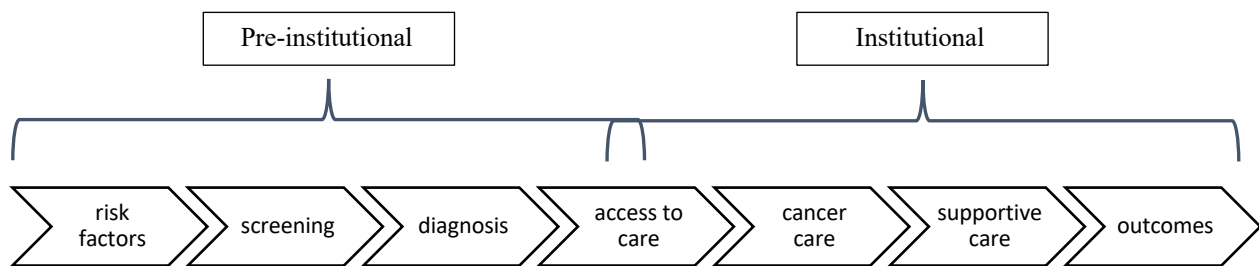 Pre-institutional
Institutional
risk
factors
screening
diagnosis
access to
care
cancer
care
supportive
care
outcomes